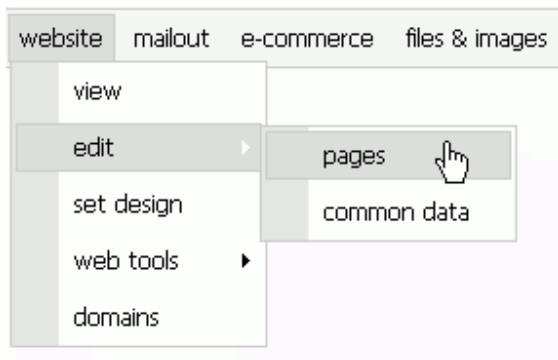 website mailout e-commerce files & images
view
edit
pages
set design
common data
web tools
domains